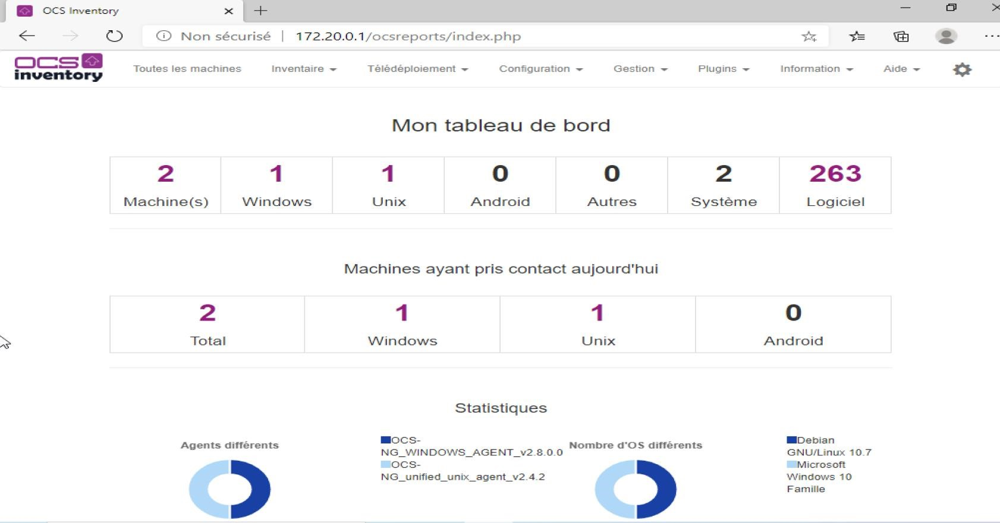 OCS Inventory
Non sécurisé | 172.20.0.1/ocsreports/index.php
OCS inventory
Toutes les machines Inventaire Télédéploiement Configuration Gestion Plugins Information Aide
Mon tableau de bord
2 1 1 0 0 2 263
Machine(s) Windows Unix Android Autres Système Logiciel
Machines ayant pris contact aujourd'hui
2 1 1 0
Total Windows Unix Android
Statistiques
Agents différents
OCS-
NG_WINDOWS_AGENT_v2.8.0.0
OCS-
NG_unified_unix_agent_v2.4.2
Nombre d'OS différents
Debian
GNU/Linux 10.7
Microsoft
Windows 10
Famille